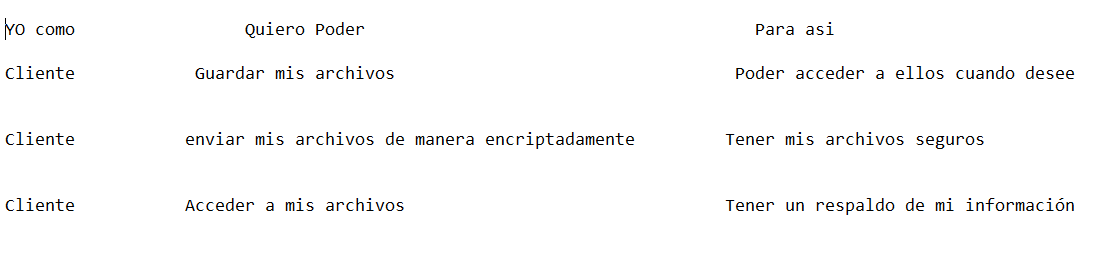 YO como Quiero Poder Para asi
Cliente Guardar mis archivos Poder acceder a ellos cuando desee
Cliente enviar mis archivos de manera encriptadamente Tener mis archivos seguros
Cliente Acceder a mis archivos Tener un respaldo de mi información